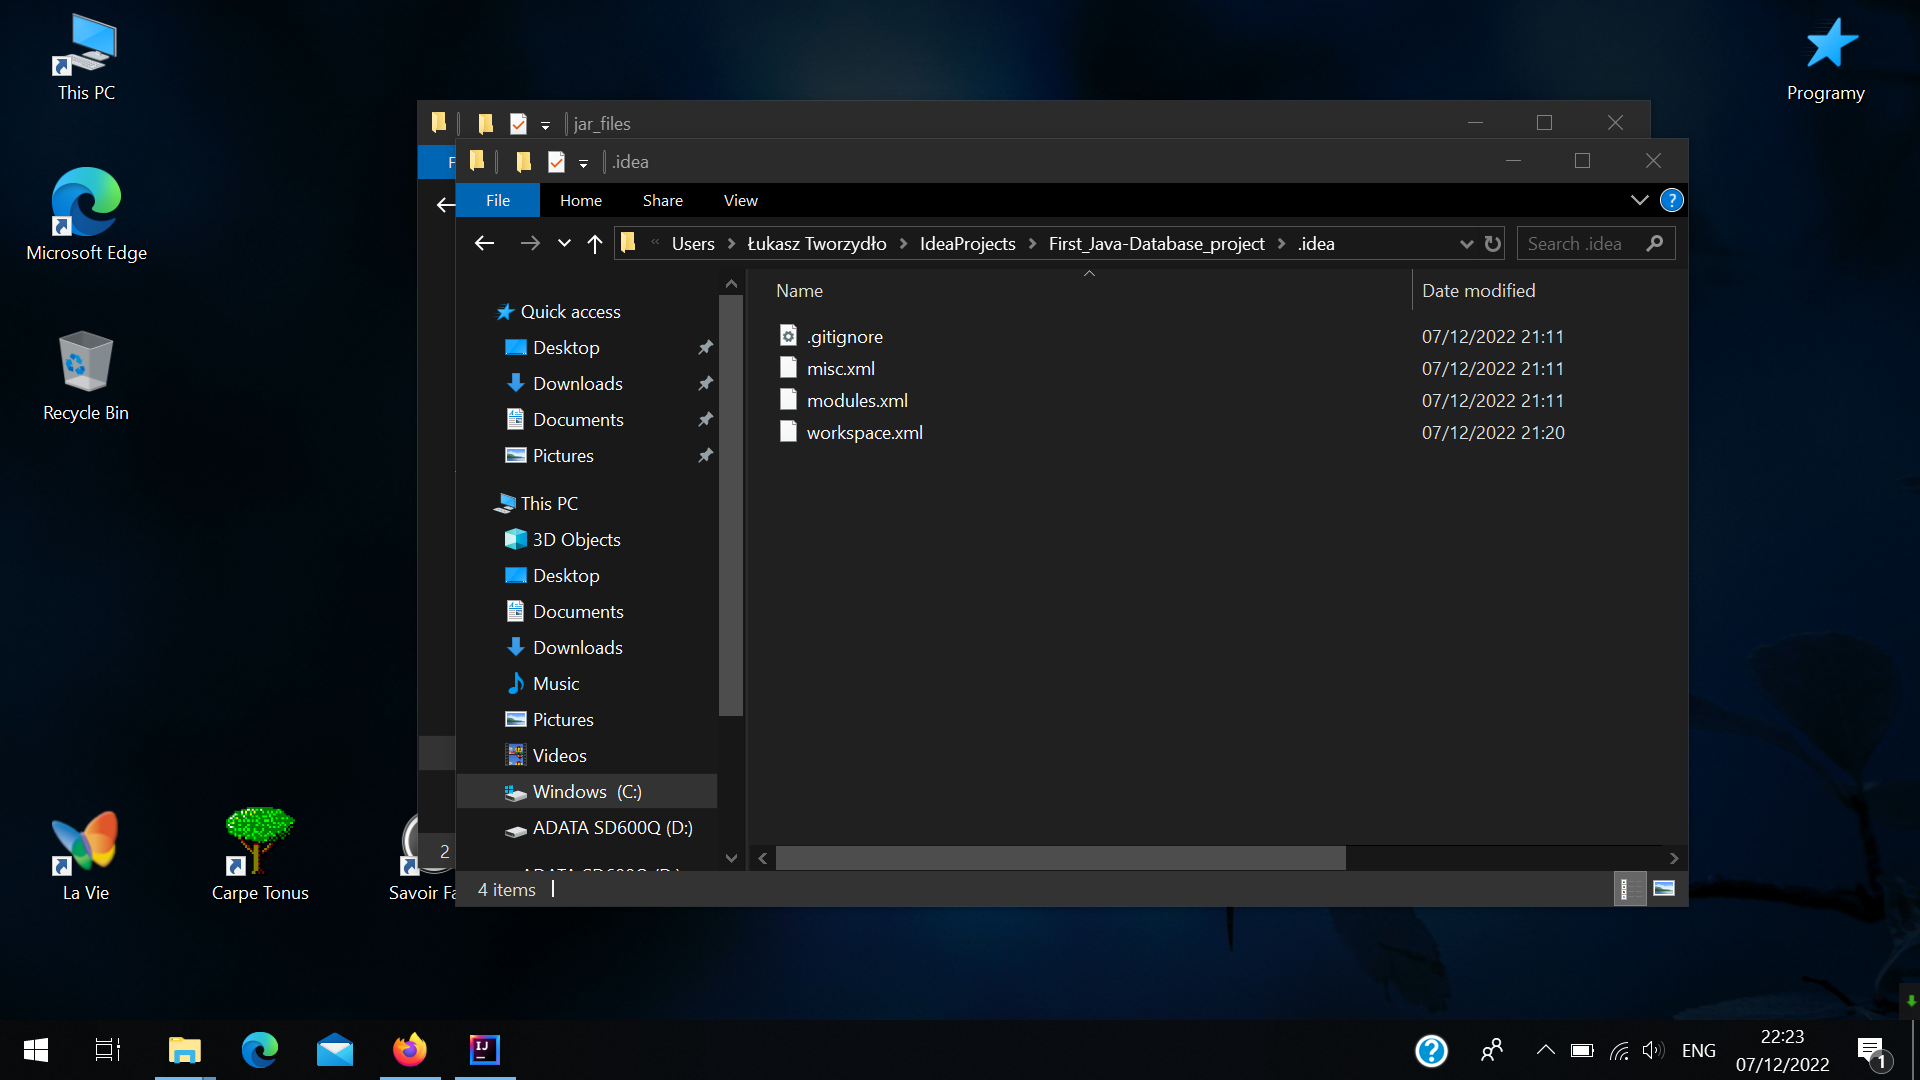 This PC
Programy
jar_files
.idea
F
File Home Share View
Users Łukasz Tworzydło IdeaProjects First_Java-Database_project .idea
Search .idea
Microsoft Edge
Name Date modified
Quick access
Desktop
Downloads
Documents
Pictures
.gitignore 07/12/2022 21:11
misc.xml 07/12/2022 21:11
modules.xml 07/12/2022 21:11
workspace.xml 07/12/2022 21:20
Recycle Bin
This PC
3D Objects
Desktop
Documents
Downloads
Music
Pictures
Videos
Windows (C:)
ADATA SD600Q (D:)
ADATA SD600Q (D:)
2
4 items
La Vie
Carpe Tonus
Savoir Fa
IJ
ENG
22:23
07/12/2022
1